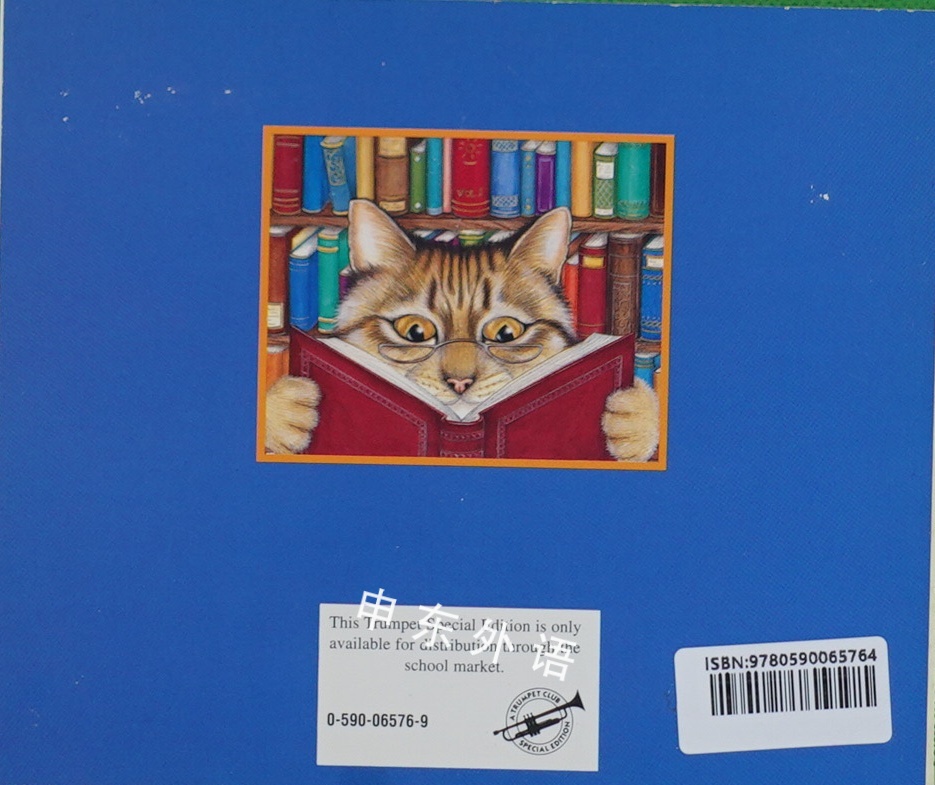 VOL. I
This Trumpet Special Edition is only
available for distribution through the
school market.
申东外语
0-590-06576-9
A TRUMPET CLUB
SPECIAL EDITION
ISBN:9780590065764